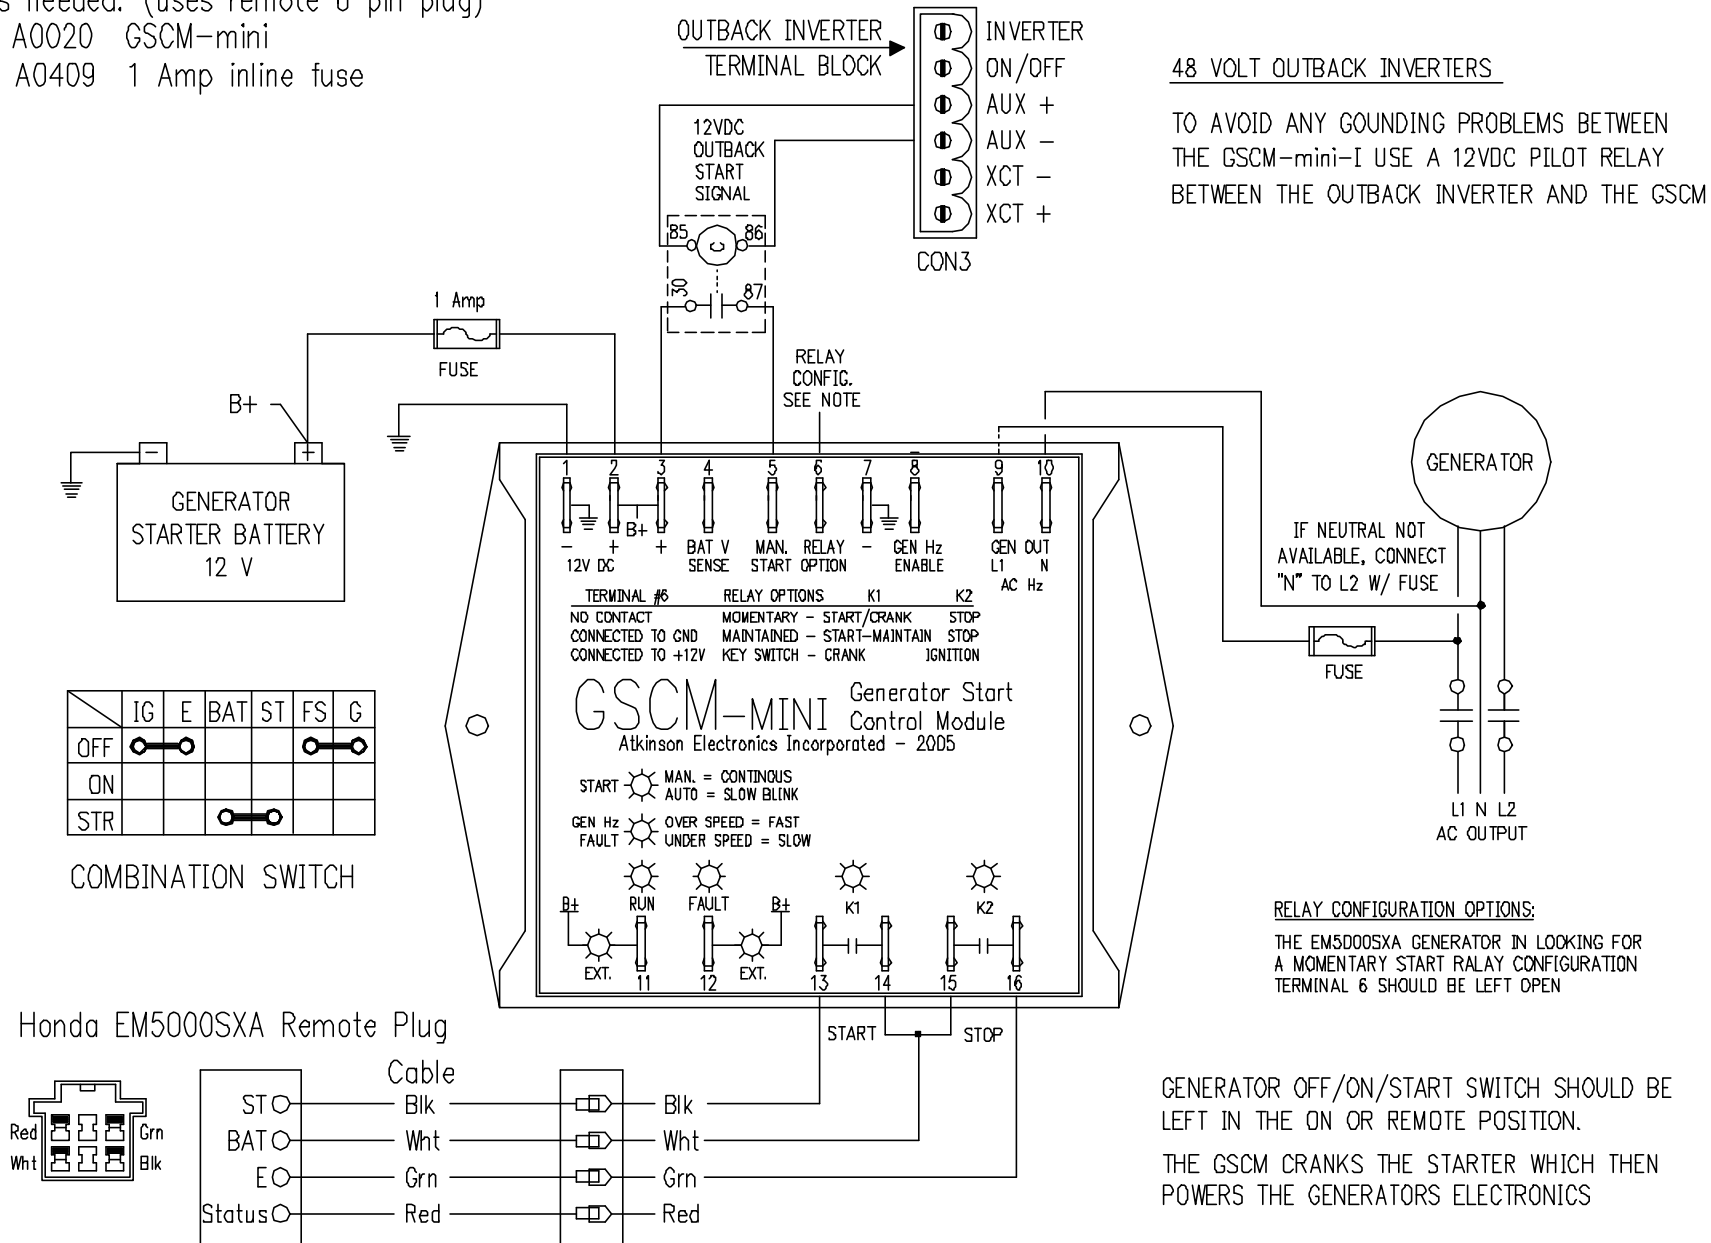 s needed. (uses remote 6 pin plug)
A0020 GSCM-mini
A0409 1 Amp inline fuse
OUTBACK INVERTER
TERMINAL BLOCK
INVERTER
ON/OFF
AUX +
AUX -
XCT -
XCT +
CON3
48 VOLT OUTBACK INVERTERS
TO AVOID ANY GOUNDING PROBLEMS BETWEEN
THE GSCM-mini-I USE A 12VDC PILOT RELAY
BETWEEN THE OUTBACK INVERTER AND THE GSCM
12VDC
OUTBACK
START
SIGNAL
85 C 86
30 87
1 Amp
FUSE
RELAY
CONFIG.
SEE NOTE
B+
- +
GENERATOR
STARTER BATTERY
12 V
GENERATOR
IF NEUTRAL NOT
AVAILABLE, CONNECT
"N" TO L2 W/ FUSE
FUSE
L1 N L2
AC OUTPUT
1 2 3 4 5 6 7 8 9 10
B+
- + + BAT V MAN. RELAY - GEN Hz GEN OUT
12V DC SENSE START OPTION ENABLE L1 N
AC Hz
TERMINAL #6 RELAY OPTIONS K1 K2
NO CONTACT MOMENTARY - START/CRANK STOP
CONNECTED TO GND MAINTAINED - START-MAINTAIN STOP
CONNECTED TO +12V KEY SWITCH - CRANK IGNITION
GSCM-MINI Generator Start
Control Module
Atkinson Electronics Incorporated - 2005
START MAN. = CONTINOUS
AUTO = SLOW BLINK
GEN Hz OVER SPEED = FAST
FAULT UNDER SPEED = SLOW
B+ RUN FAULT B+ K1 K2
EXT. EXT.
11 12 13 14 15 16
START STOP
IG E BAT ST FS G
OFF
ON
STR
COMBINATION SWITCH
RELAY CONFIGURATION OPTIONS:
THE EM5000SXA GENERATOR IN LOOKING FOR
A MOMENTARY START RALAY CONFIGURATION
TERMINAL 6 SHOULD BE LEFT OPEN
Honda EM5000SXA Remote Plug
Red Grn
Wht Blk
Cable
ST Blk Blk
BAT Wht Wht
E Grn Grn
Status Red Red
GENERATOR OFF/ON/START SWITCH SHOULD BE
LEFT IN THE ON OR REMOTE POSITION.
THE GSCM CRANKS THE STARTER WHICH THEN
POWERS THE GENERATORS ELECTRONICS